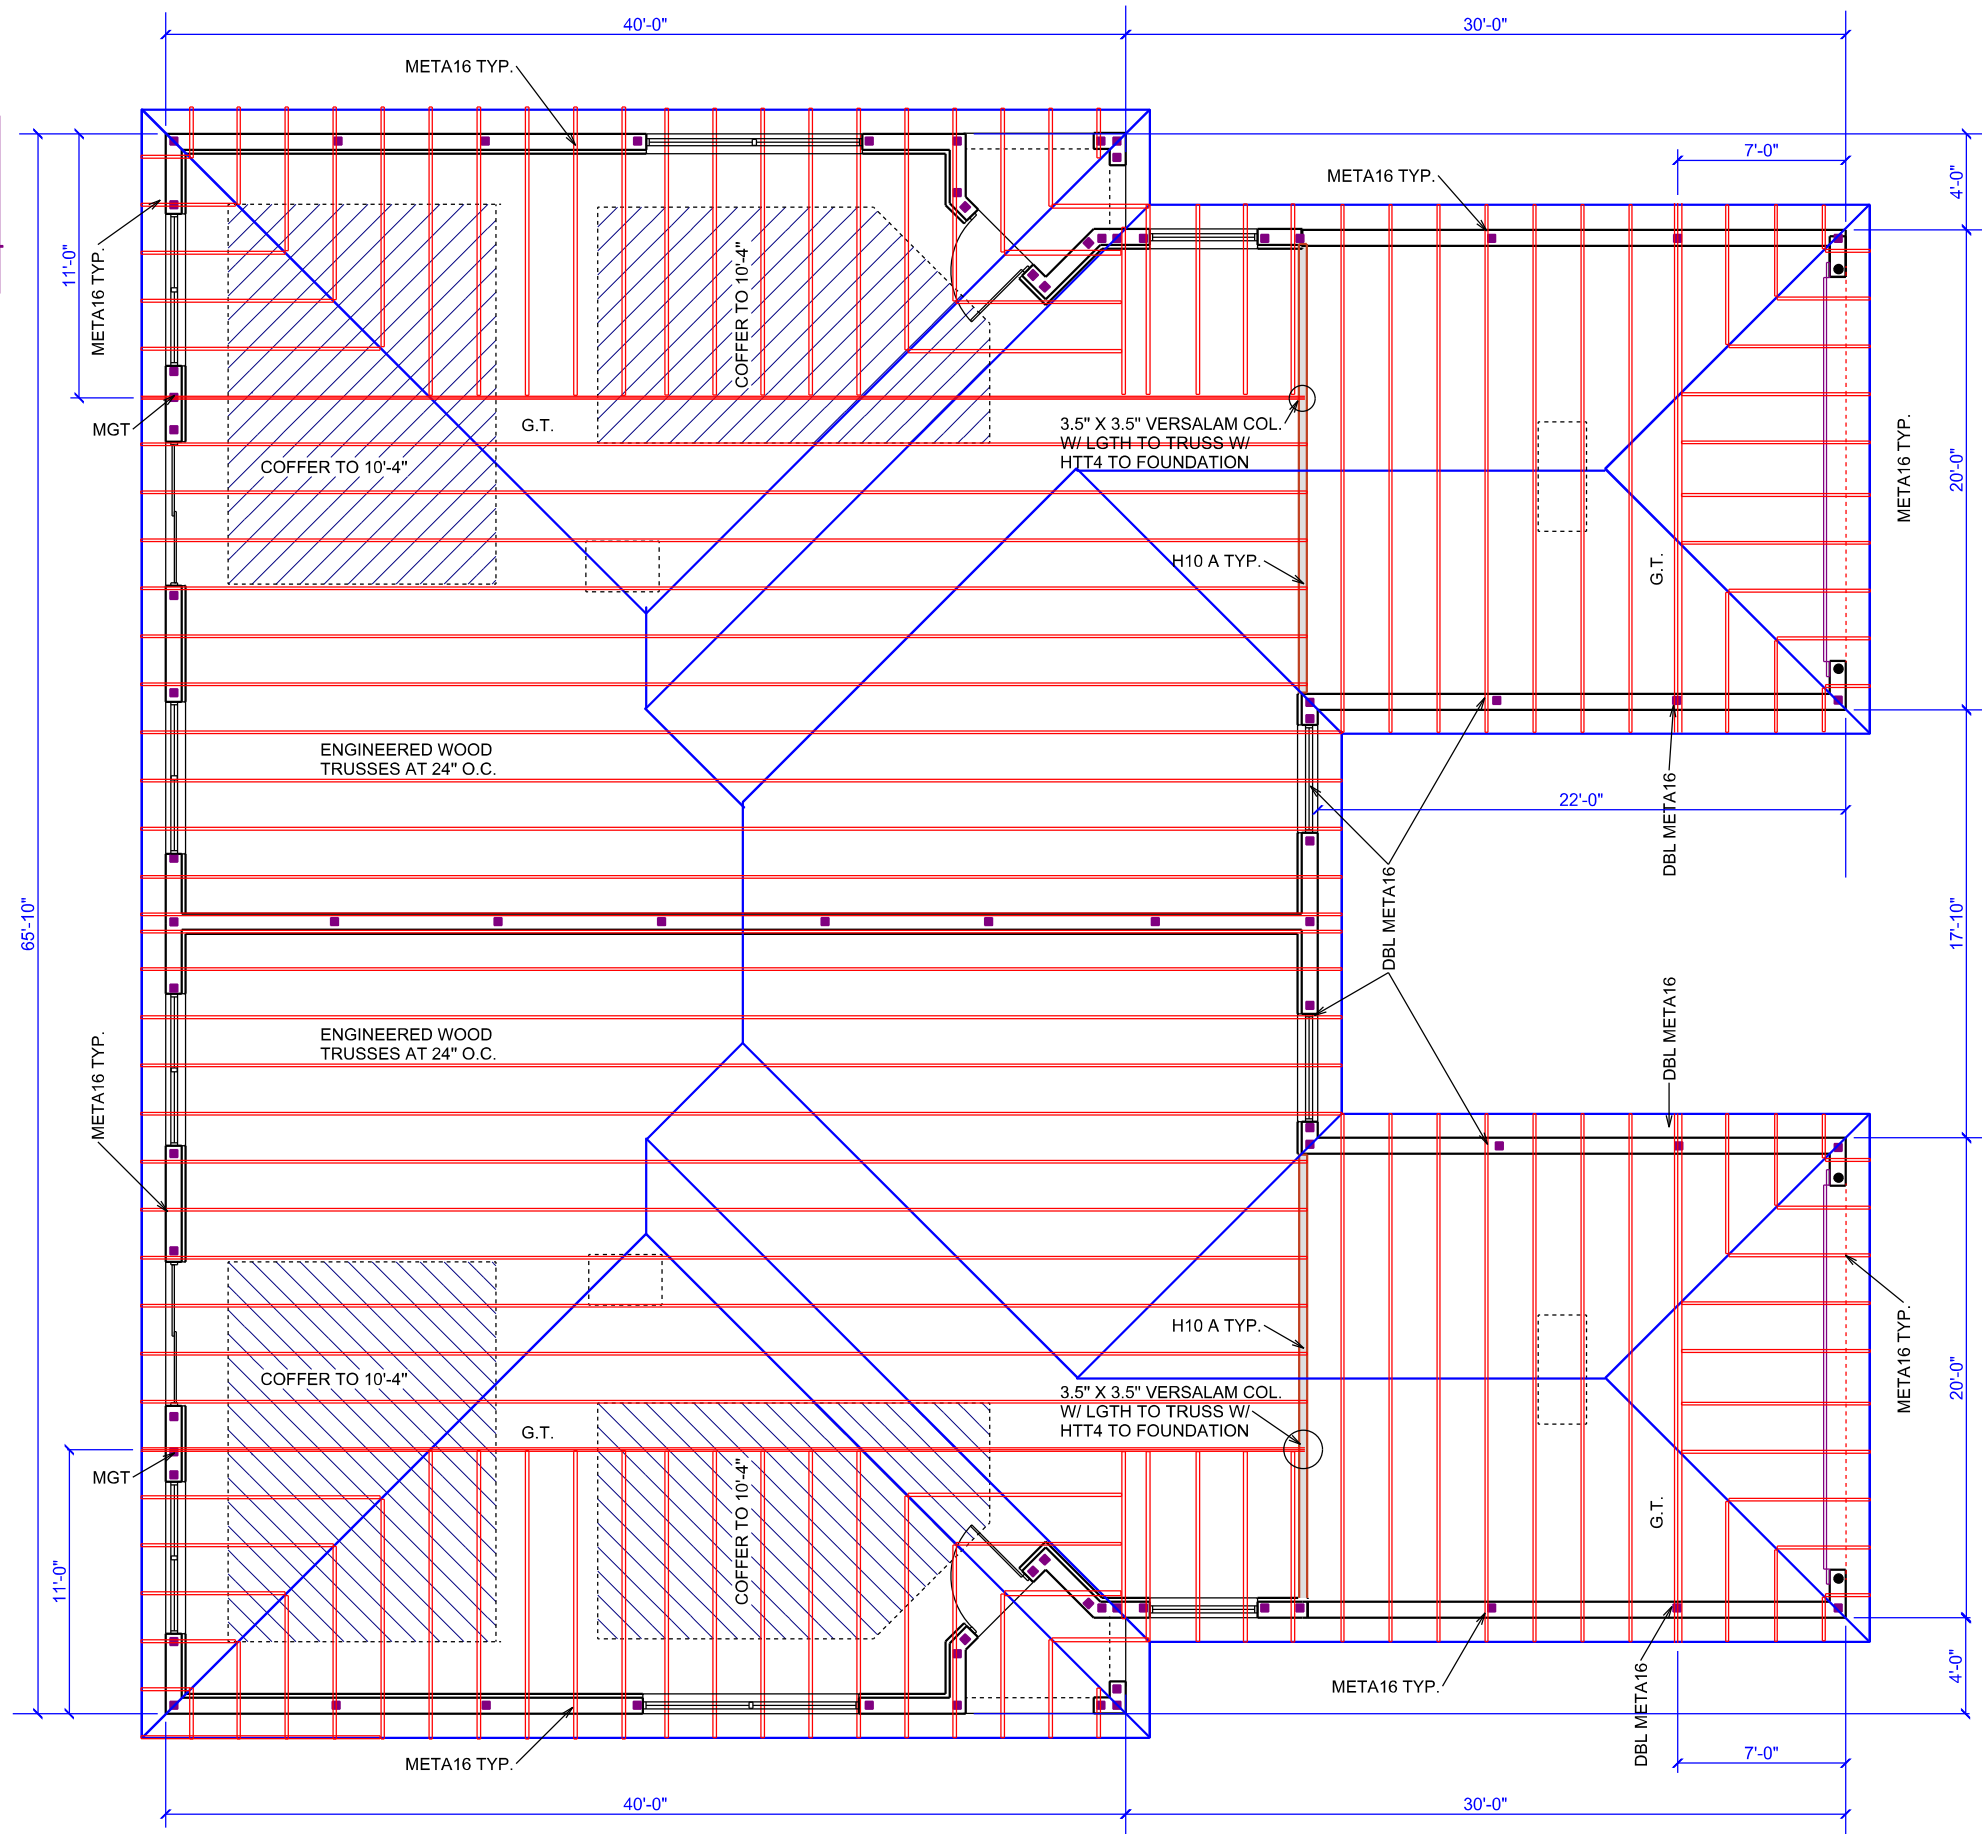 40'-0"
30'-0"
META16 TYP.
7'-0"
4'-0"
META16 TYP.
11'-0"
META16 TYP.
COFFER TO 10'-4"
MGT
G.T.
3.5" X 3.5" VERSALAM COL.
W/ LGTH TO TRUSS W/
HTT4 TO FOUNDATION
META16 TYP.
20'-0"
COFFER TO 10'-4"
H10 A TYP.
G.T.
ENGINEERED WOOD
TRUSSES AT 24" O.C.
22'-0"
DBL META16
65'-10"
DBL META16
17'-10"
DBL META16
ENGINEERED WOOD
TRUSSES AT 24" O.C.
META16 TYP.
H10 A TYP.
META16 TYP.
COFFER TO 10'-4"
20'-0"
3.5" X 3.5" VERSALAM COL.
W/ LGTH TO TRUSS W/
HTT4 TO FOUNDATION
G.T.
MGT
COFFER TO 10'-4"
G.T.
11'-0"
META16 TYP.
DBL META16
4'-0"
META16 TYP.
7'-0"
40'-0"
30'-0"